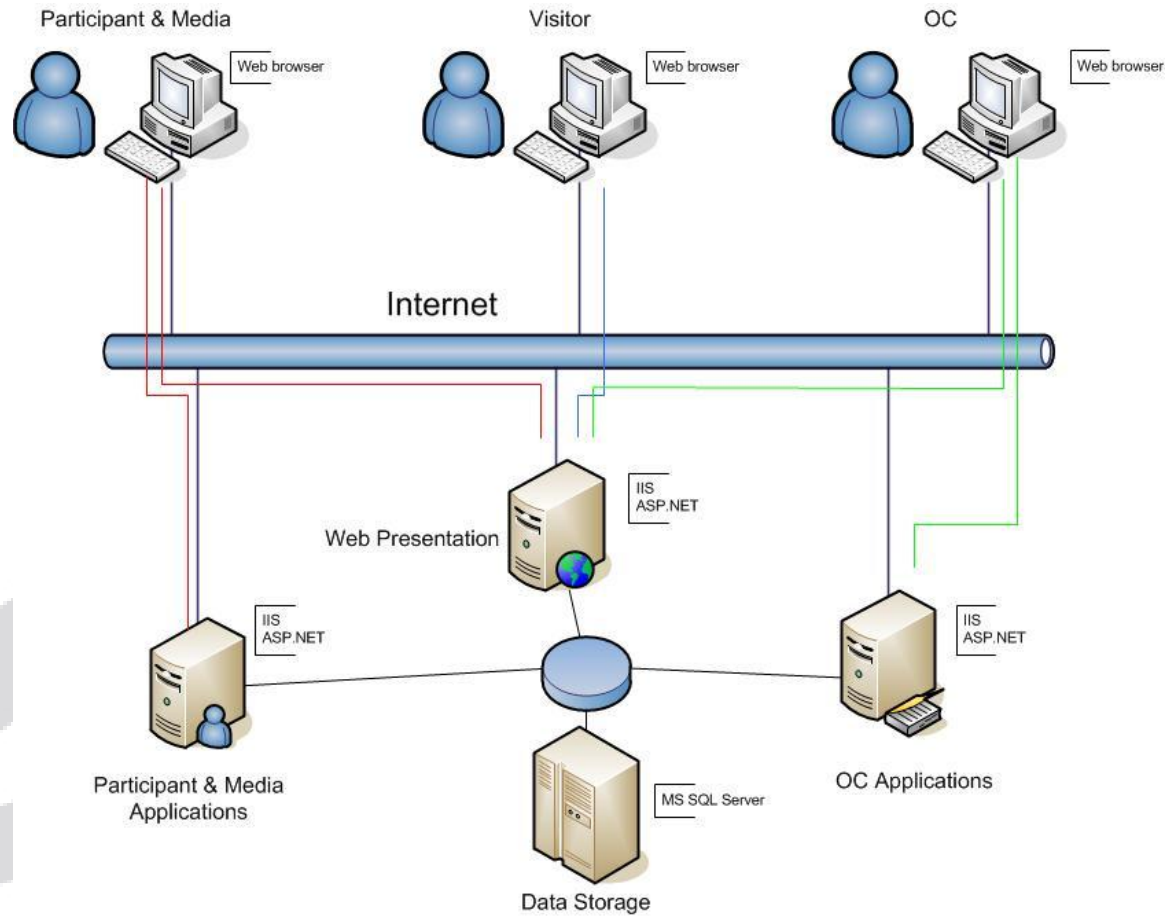 Participant & Media
Visitor
OC
Web browser
Web browser
Web browser
Internet
IIS
ASP.NET
Web Presentation
IIS
ASP.NET
IIS
ASP.NET
Participant & Media
Applications
MS SQL Server
OC Applications
Data Storage